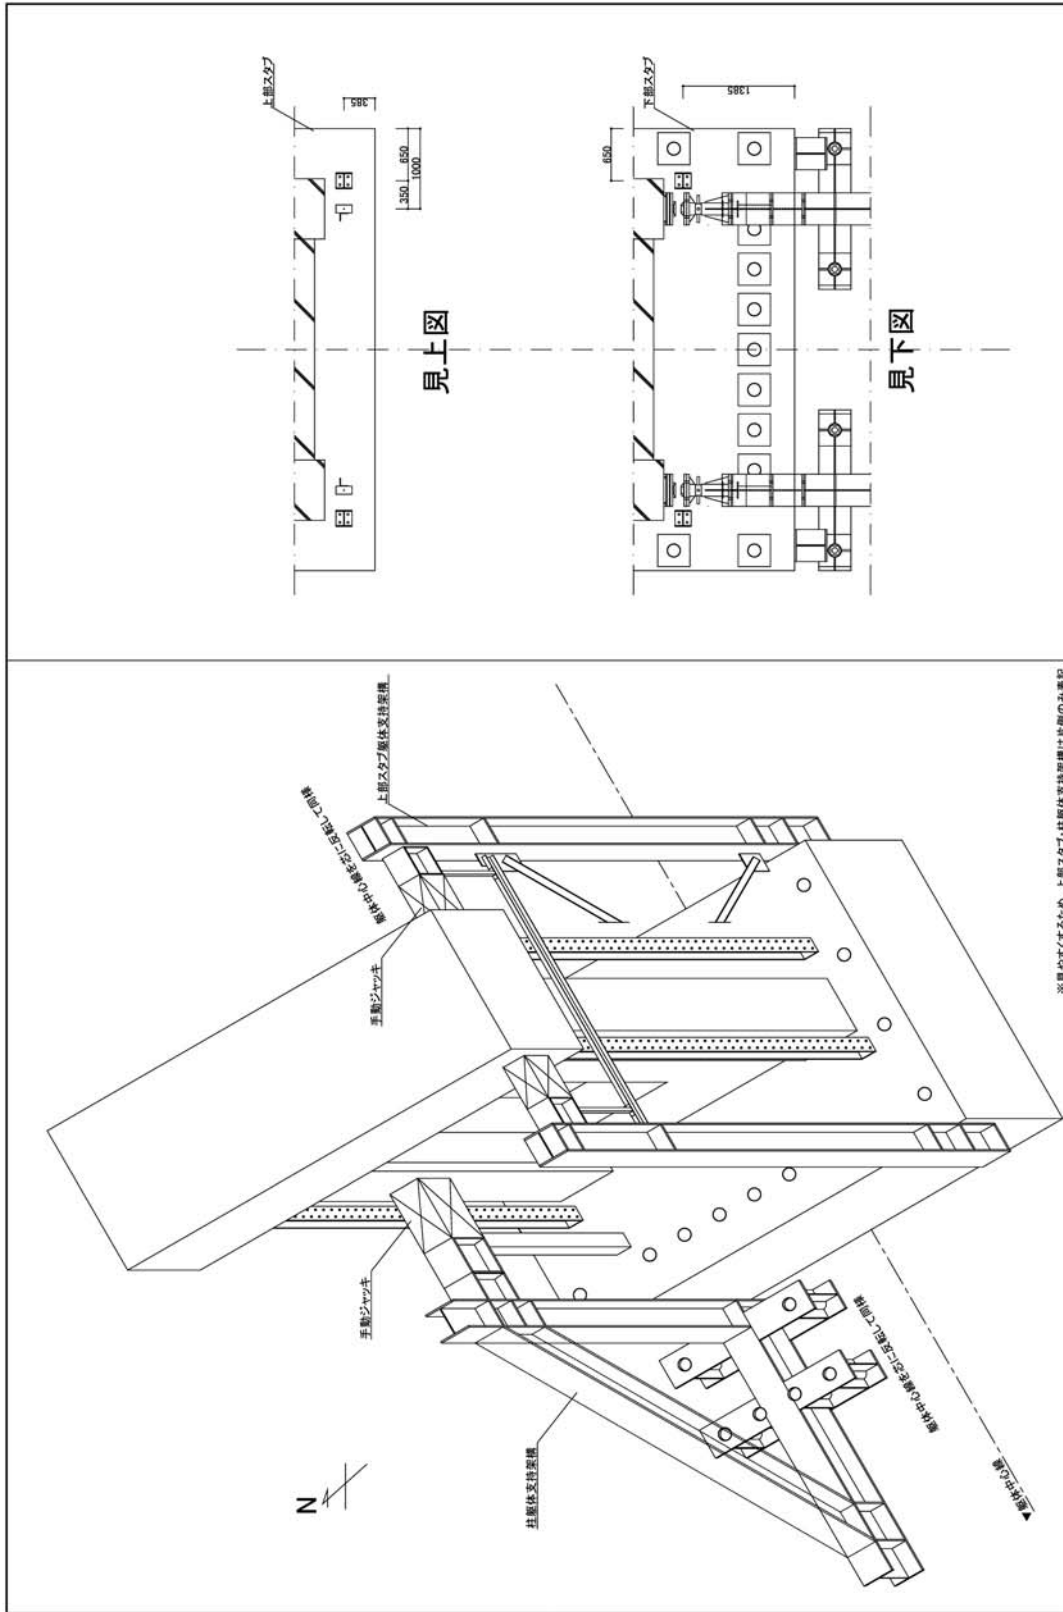 N
手動ジャッキ
柱躯体支持架構
手動ジャッキ
躯体中心線を芯に反転して同様
上部スタブ躯体支持架構
躯体中心線を芯に反転して同様
▼躯体中心線
上部スタブ
385
350
650
1000
見上図
下部スタブ
650
1385
見下図